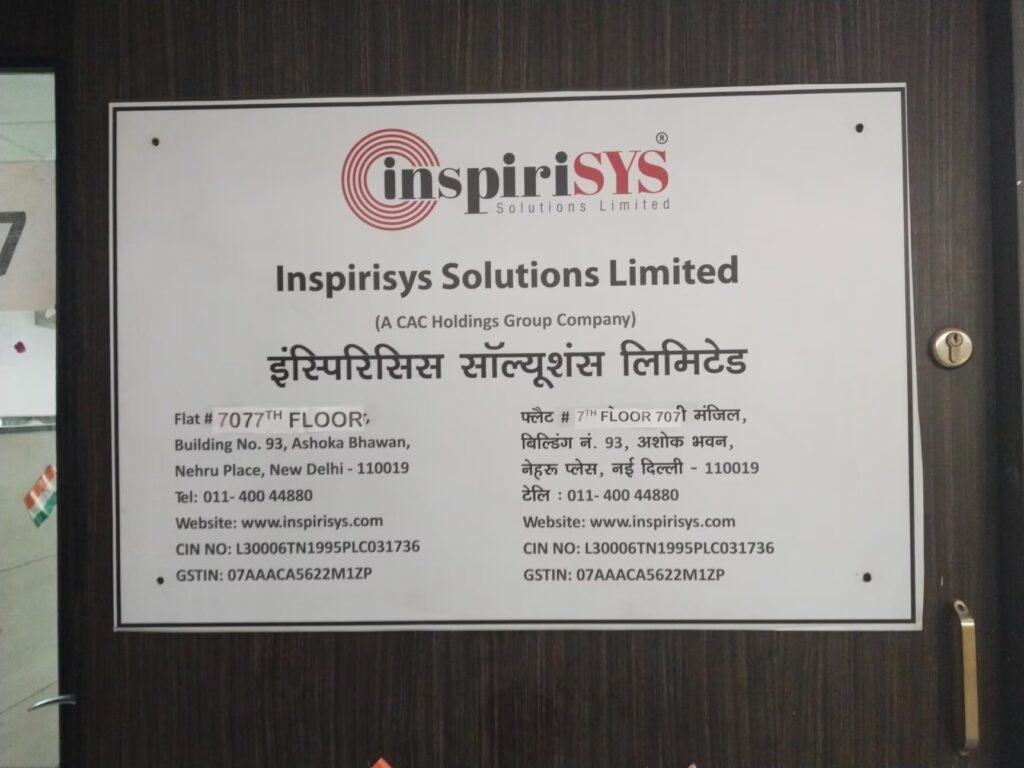 inspiriSYS®
Solutions Limited
Inspirisys Solutions Limited
(A CAC Holdings Group Company)
इंस्पिरिसिस सॉल्यूशंस लिमिटेड
Flat # 7077TH FLOOR,
Building No. 93, Ashoka Bhawan,
Nehru Place, New Delhi - 110019
Tel: 011- 400 44880
Website: www.inspirisys.com
CIN NO: L30006TN1995PLC031736
GSTIN: 07AAACA5622M1ZP
फ्लैट # 7TH FLOOR 707 मंजिल,
बिल्डिंग नं. 93, अशोक भवन,
नेहरू प्लेस, नई दिल्ली - 110019
टेलि : 011- 400 44880
Website: www.inspirisys.com
CIN NO: L30006TN1995PLC031736
GSTIN: 07AAACA5622M1ZP
7